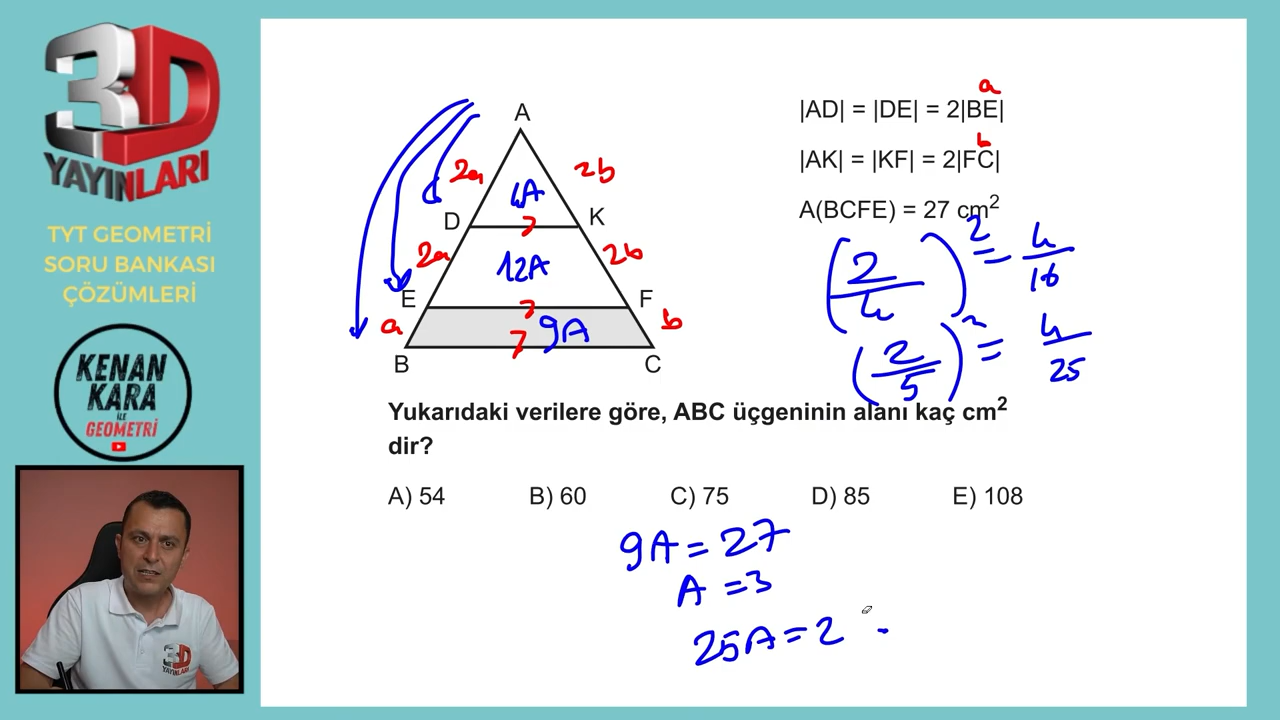 3D
YAYINLARI
TYT GEOMETRİ
SORU BANKASI
ÇÖZÜMLERİ
KENAN
KARA
İLE
GEOMETRİ
A
2a
2b
4A
D
K
2a
2b
12A
E
F
a
9A
b
B
C
a
|AD| = |DE| = 2|BE|
b
|AK| = |KF| = 2|FC|
A(BCFE) = 27 cm²
(2/4)² = 4/16
(2/5)² = 4/25
Yukarıdaki verilere göre, ABC üçgeninin alanı kaç cm²
dir?
A) 54 B) 60 C) 75 D) 85 E) 108
9A = 27
A = 3
25A = 2
3D
YAYINLARI